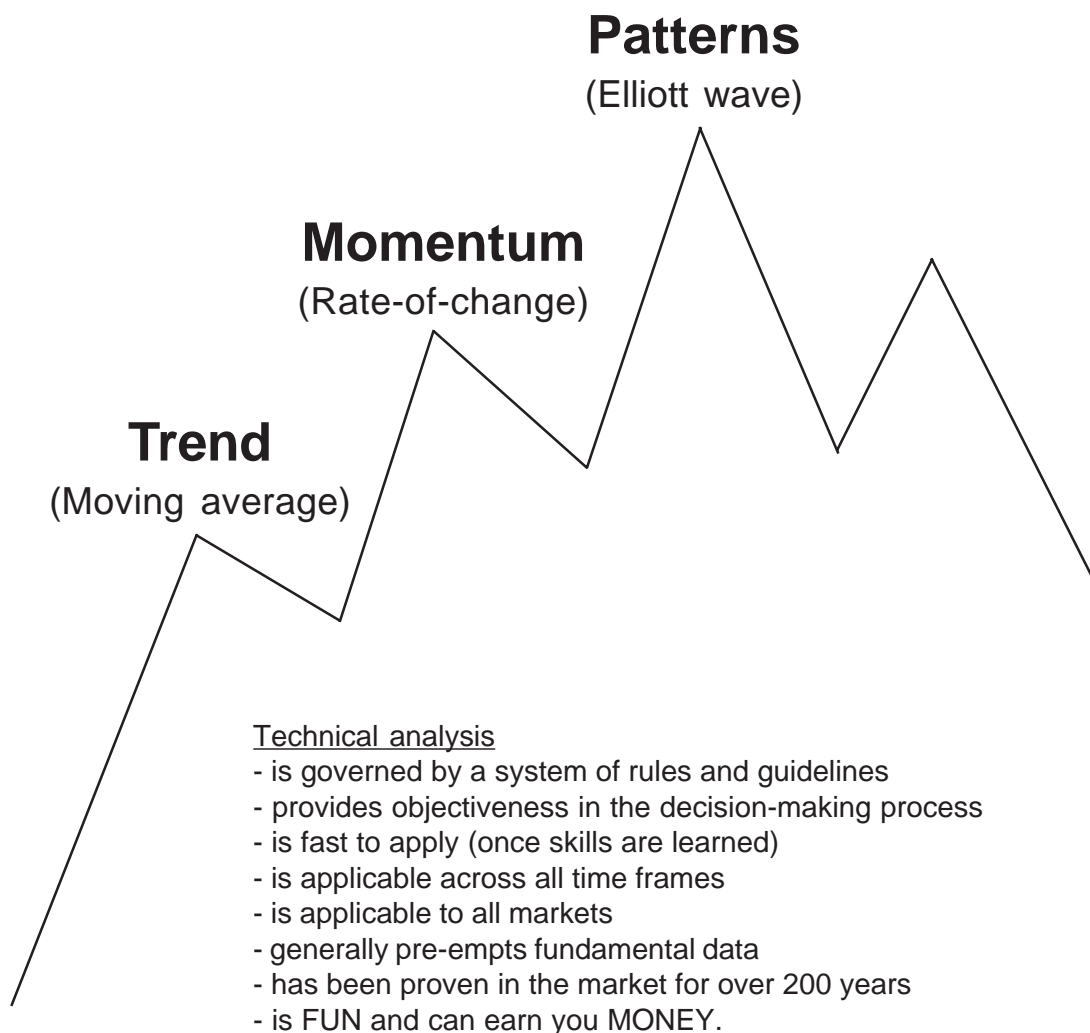 Patterns
(Elliott wave)
Momentum
(Rate-of-change)
Trend
(Moving average)
Technical analysis
- is governed by a system of rules and guidelines
- provides objectiveness in the decision-making process
- is fast to apply (once skills are learned)
- is applicable across all time frames
- is applicable to all markets
- generally pre-empts fundamental data
- has been proven in the market for over 200 years
- is FUN and can earn you MONEY.